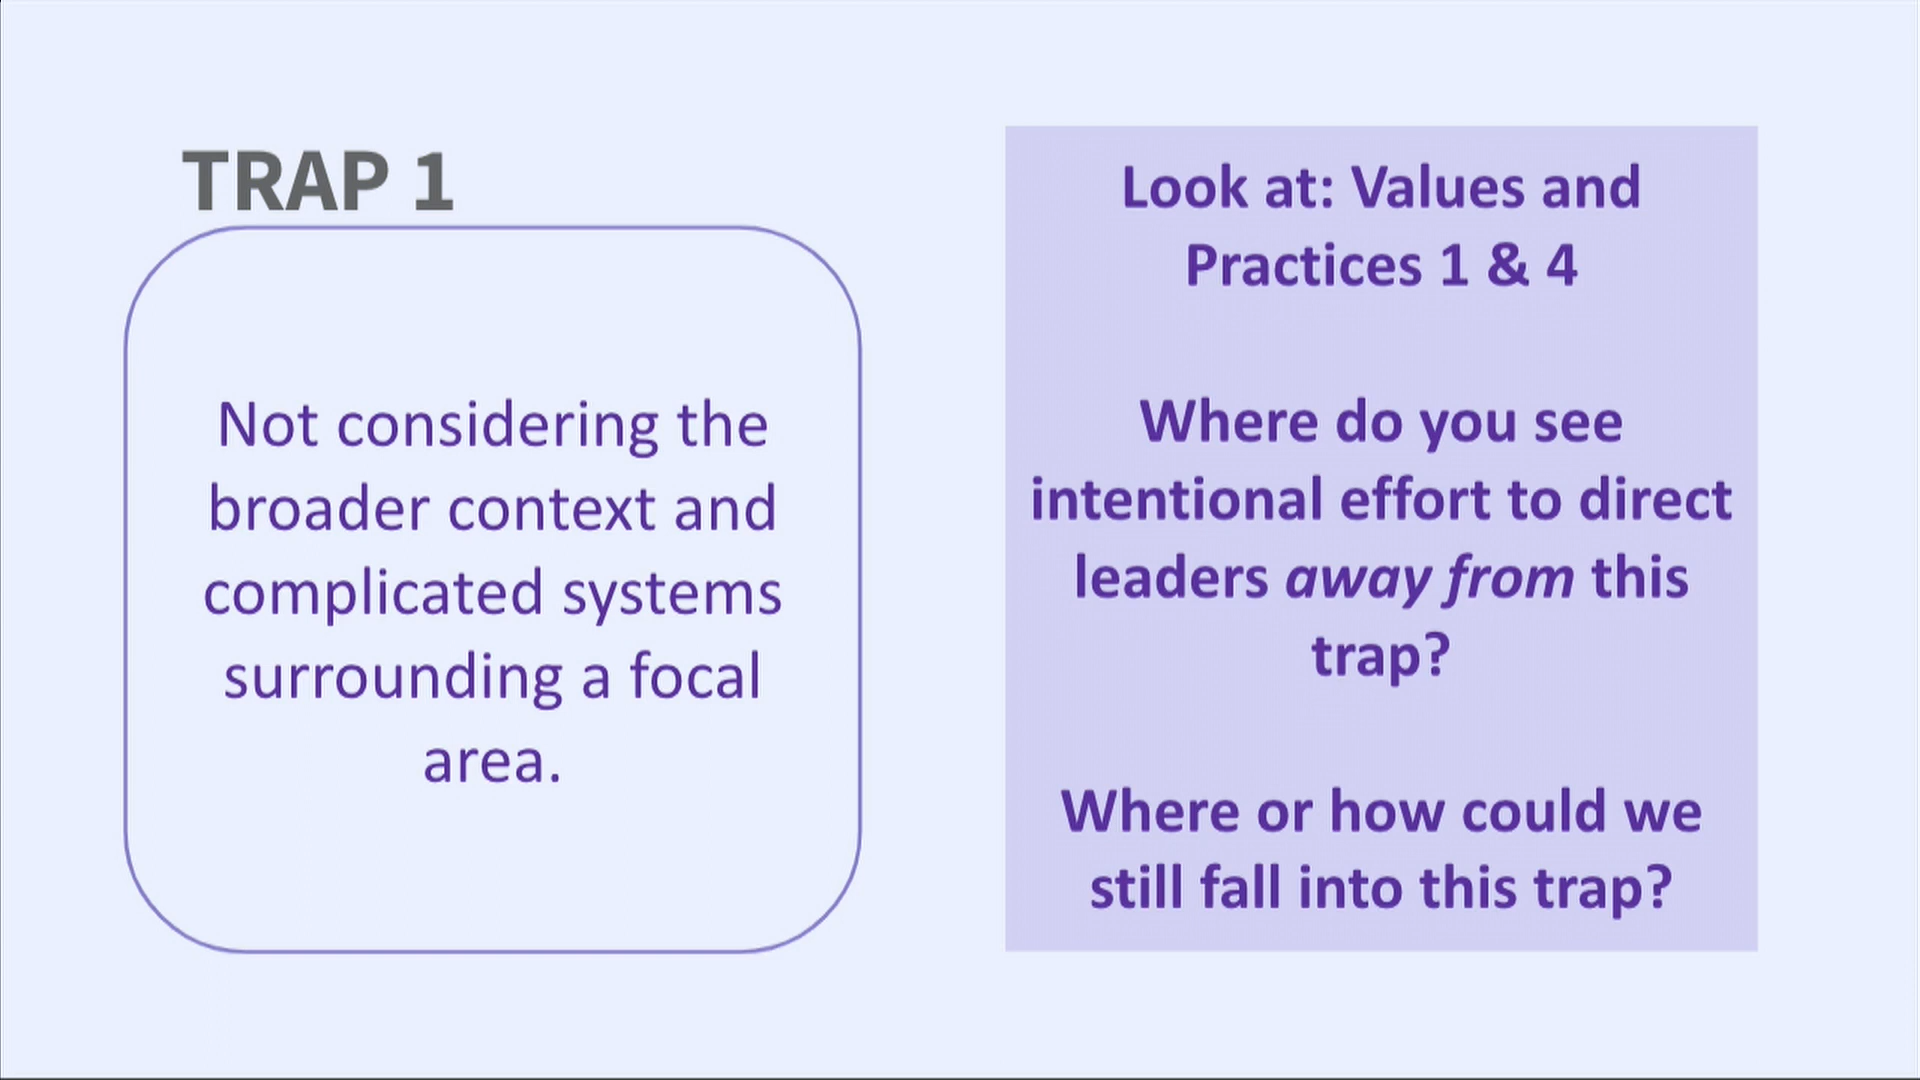 TRAP 1
Not considering the
broader context and
complicated systems
surrounding a focal
area.
Look at: Values and
Practices 1 & 4
Where do you see
intentional effort to direct
leaders away from this
trap?
Where or how could we
still fall into this trap?